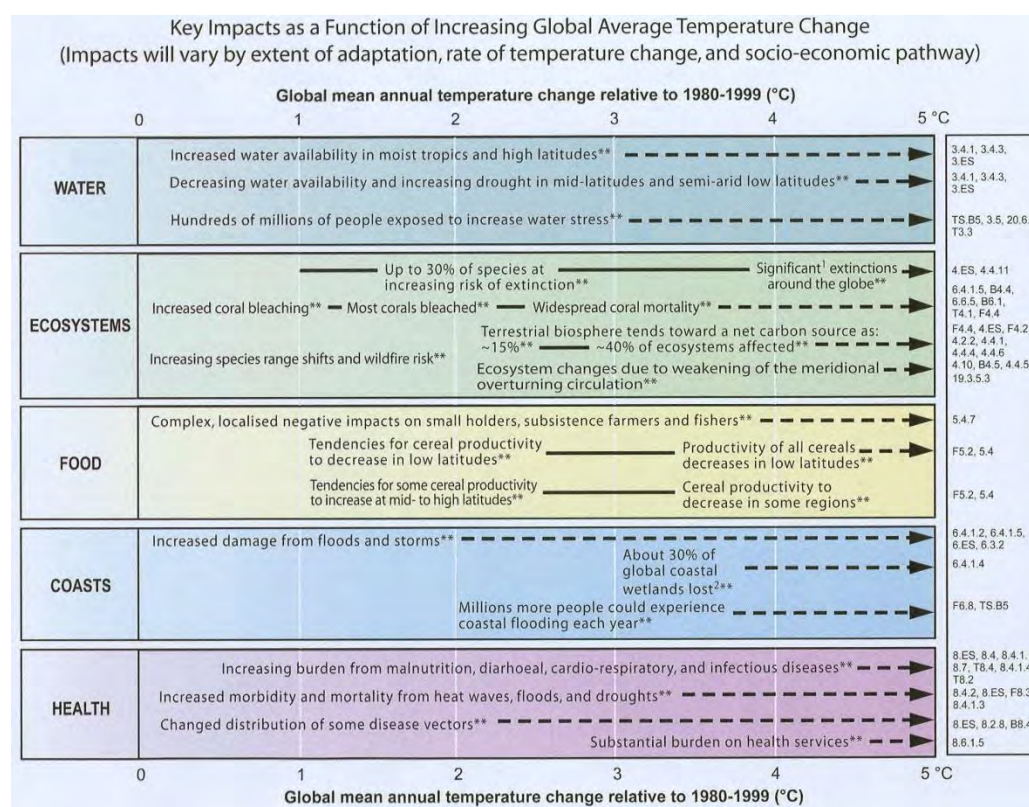 Key Impacts as a Function of Increasing Global Average Temperature Change
(Impacts will vary by extent of adaptation, rate of temperature change, and socio-economic pathway)
Global mean annual temperature change relative to 1980-1999 (°C)
0 1 2 3 4 5 °C
WATER
Increased water availability in moist tropics and high latitudes**
3.4.1, 3.4.3,
3.ES
Decreasing water availability and increasing drought in mid-latitudes and semi-arid low latitudes**
3.4.1, 3.4.3,
3.ES
Hundreds of millions of people exposed to increase water stress**
TS.B5, 3.5, 20.6.
T3.3
ECOSYSTEMS
Up to 30% of species at
increasing risk of extinction**
Significant¹ extinctions
around the globe**
4.ES, 4.4.11
Increased coral bleaching** Most corals bleached** Widespread coral mortality**
6.4.1.5, B4.4,
6.6.5, B6.1,
T4.1, F4.4
Terrestrial biosphere tends toward a net carbon source as:
~15%** ~40% of ecosystems affected**
F4.4, 4.ES, F4.2
4.2.2, 4.4.1,
4.4.4, 4.4.6
Increasing species range shifts and wildfire risk**
4.10, B4.5, 4.4.5
Ecosystem changes due to weakening of the meridional
overturning circulation**
19.3.5.3
FOOD
Complex, localised negative impacts on small holders, subsistence farmers and fishers**
5.4.7
Tendencies for cereal productivity
to decrease in low latitudes**
Productivity of all cereals
decreases in low latitudes**
F5.2, 5.4
Tendencies for some cereal productivity
to increase at mid- to high latitudes**
Cereal productivity to
decrease in some regions**
F5.2, 5.4
COASTS
Increased damage from floods and storms**
6.4.1.2, 6.4.1.5,
6.ES, 6.3.2
About 30% of
global coastal
wetlands lost²**
6.4.1.4
Millions more people could experience
coastal flooding each year**
F6.8, TS.B5
HEALTH
Increasing burden from malnutrition, diarhoeal, cardio-respiratory, and infectious diseases**
8.ES, 8.4, 8.4.1.
8.7, T8.4, 8.4.1.4
T8.2
Increased morbidity and mortality from heat waves, floods, and droughts**
8.4.2, 8.ES, F8.3
8.4.1.3
Changed distribution of some disease vectors**
8.ES, 8.2.8, B8.4
Substantial burden on health services**
8.6.1.5
0 1 2 3 4 5 °C
Global mean annual temperature change relative to 1980-1999 (°C)